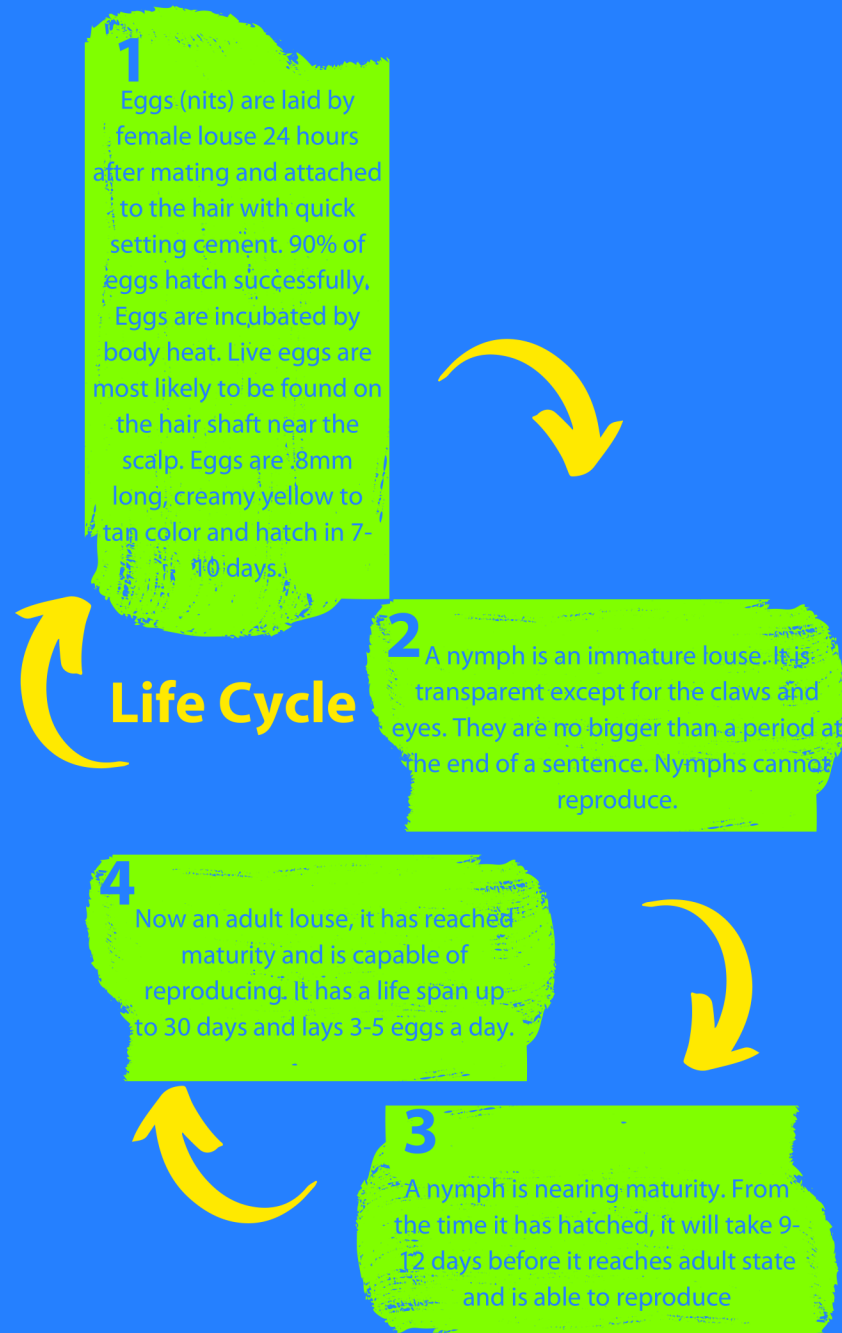 1
Eggs (nits) are laid by
female louse 24 hours
after mating and attached
to the hair with quick
setting cement. 90% of
eggs hatch successfully.
Eggs are incubated by
body heat. Live eggs are
most likely to be found on
the hair shaft near the
scalp. Eggs are .8mm
long, creamy yellow to
tan color and hatch in 7-
10 days.
2
A nymph is an immature louse. It is
transparent except for the claws and
eyes. They are no bigger than a period at
the end of a sentence. Nymphs cannot
reproduce.
Life Cycle
3
A nymph is nearing maturity. From
the time it has hatched, it will take 9-
12 days before it reaches adult state
and is able to reproduce
4
Now an adult louse, it has reached
maturity and is capable of
reproducing. It has a life span up
to 30 days and lays 3-5 eggs a day.